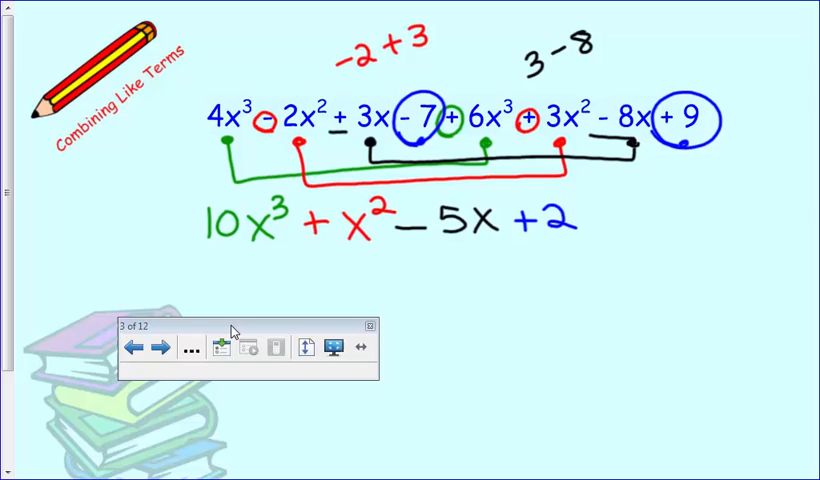 Combining Like Terms
-2 + 3
3 - 8
4x³ - 2x² + 3x - 7 + 6x³ + 3x² - 8x + 9
10x³ + x² - 5x + 2
3 of 12
...